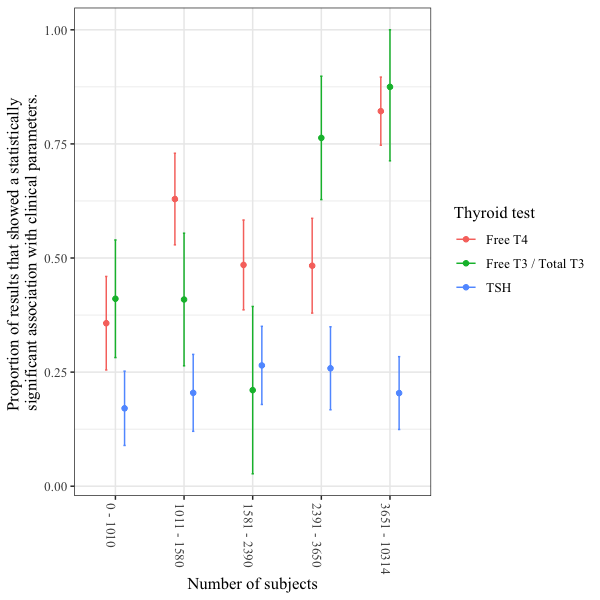 Proportion of results that showed a statistically
significant association with clinical parameters.
1.00
0.75
0.50
0.25
0.00
0 - 1010
1011 - 1580
1581 - 2390
2391 - 3650
3651 - 10314
Number of subjects
Thyroid test
Free T4
Free T3 / Total T3
TSH